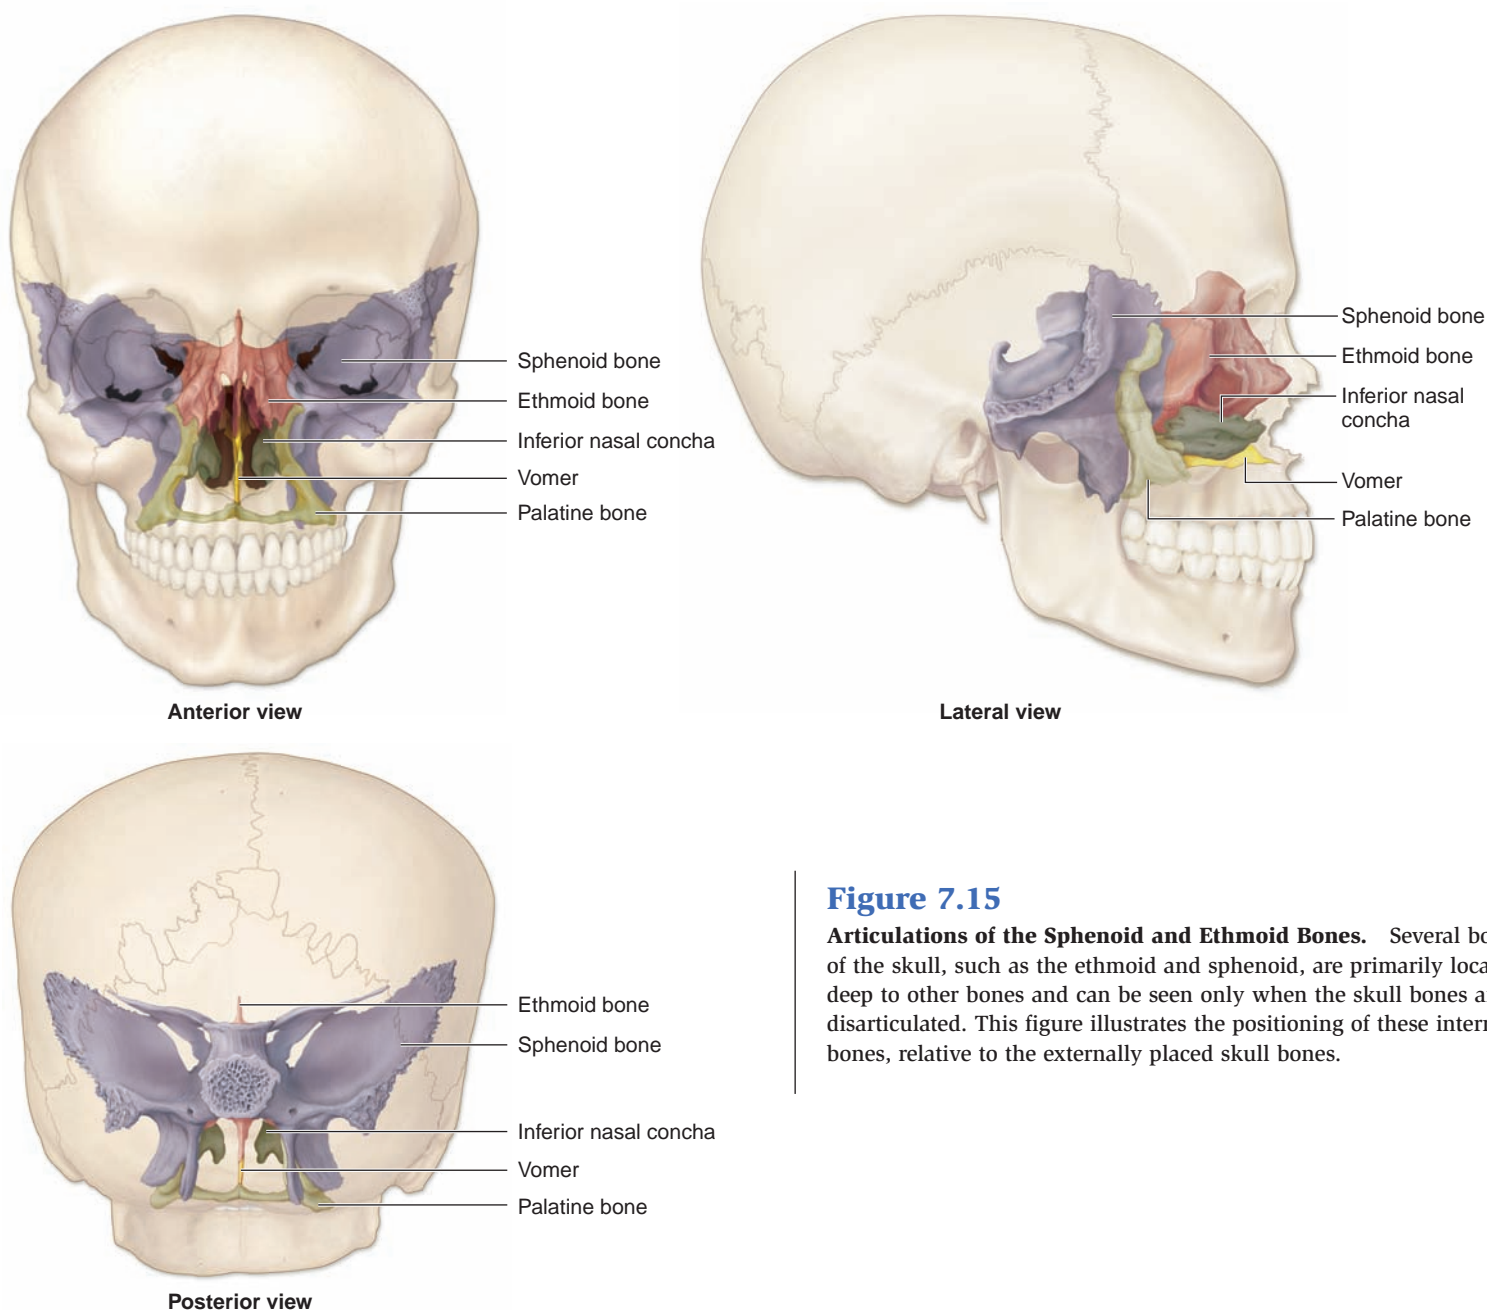 Sphenoid bone
Ethmoid bone
Inferior nasal concha
Vomer
Palatine bone
Anterior view
Sphenoid bone
Ethmoid bone
Inferior nasal
concha
Vomer
Palatine bone
Lateral view
Ethmoid bone
Sphenoid bone
Inferior nasal concha
Vomer
Palatine bone
Posterior view
Figure 7.15
Articulations of the Sphenoid and Ethmoid Bones. Several
of the skull, such as the ethmoid and sphenoid, are primarily
deep to other bones and can be seen only when the skull bones
disarticulated. This figure illustrates the positioning of these
bones, relative to the externally placed skull bones.